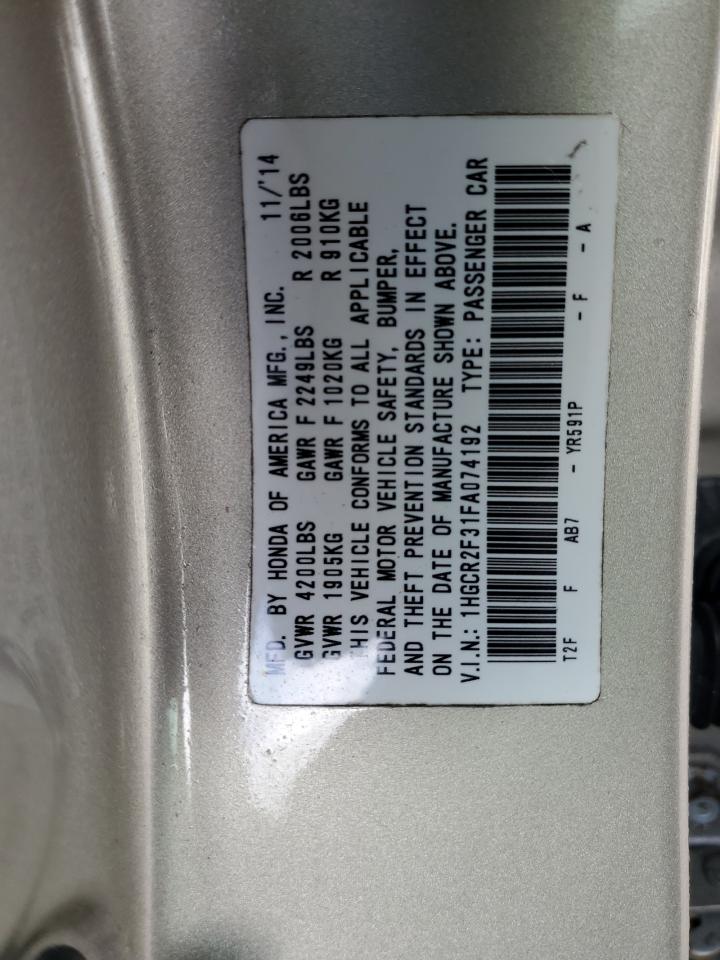 MFD. BY HONDA OF AMERICA MFG., INC. 11/'14
GVWR 4200LBS GAWR F 2249LBS R 2006LBS
GVWR 1905KG GAWR F 1020KG R 910KG
THIS VEHICLE CONFORMS TO ALL APPLICABLE
FEDERAL MOTOR VEHICLE SAFETY, BUMPER,
AND THEFT PREVENTION STANDARDS IN EFFECT
ON THE DATE OF MANUFACTURE SHOWN ABOVE.
V.I.N.: 1HGCR2F31FA074192 TYPE: PASSENGER CAR
T2F F AB7 - YR591P - F - A